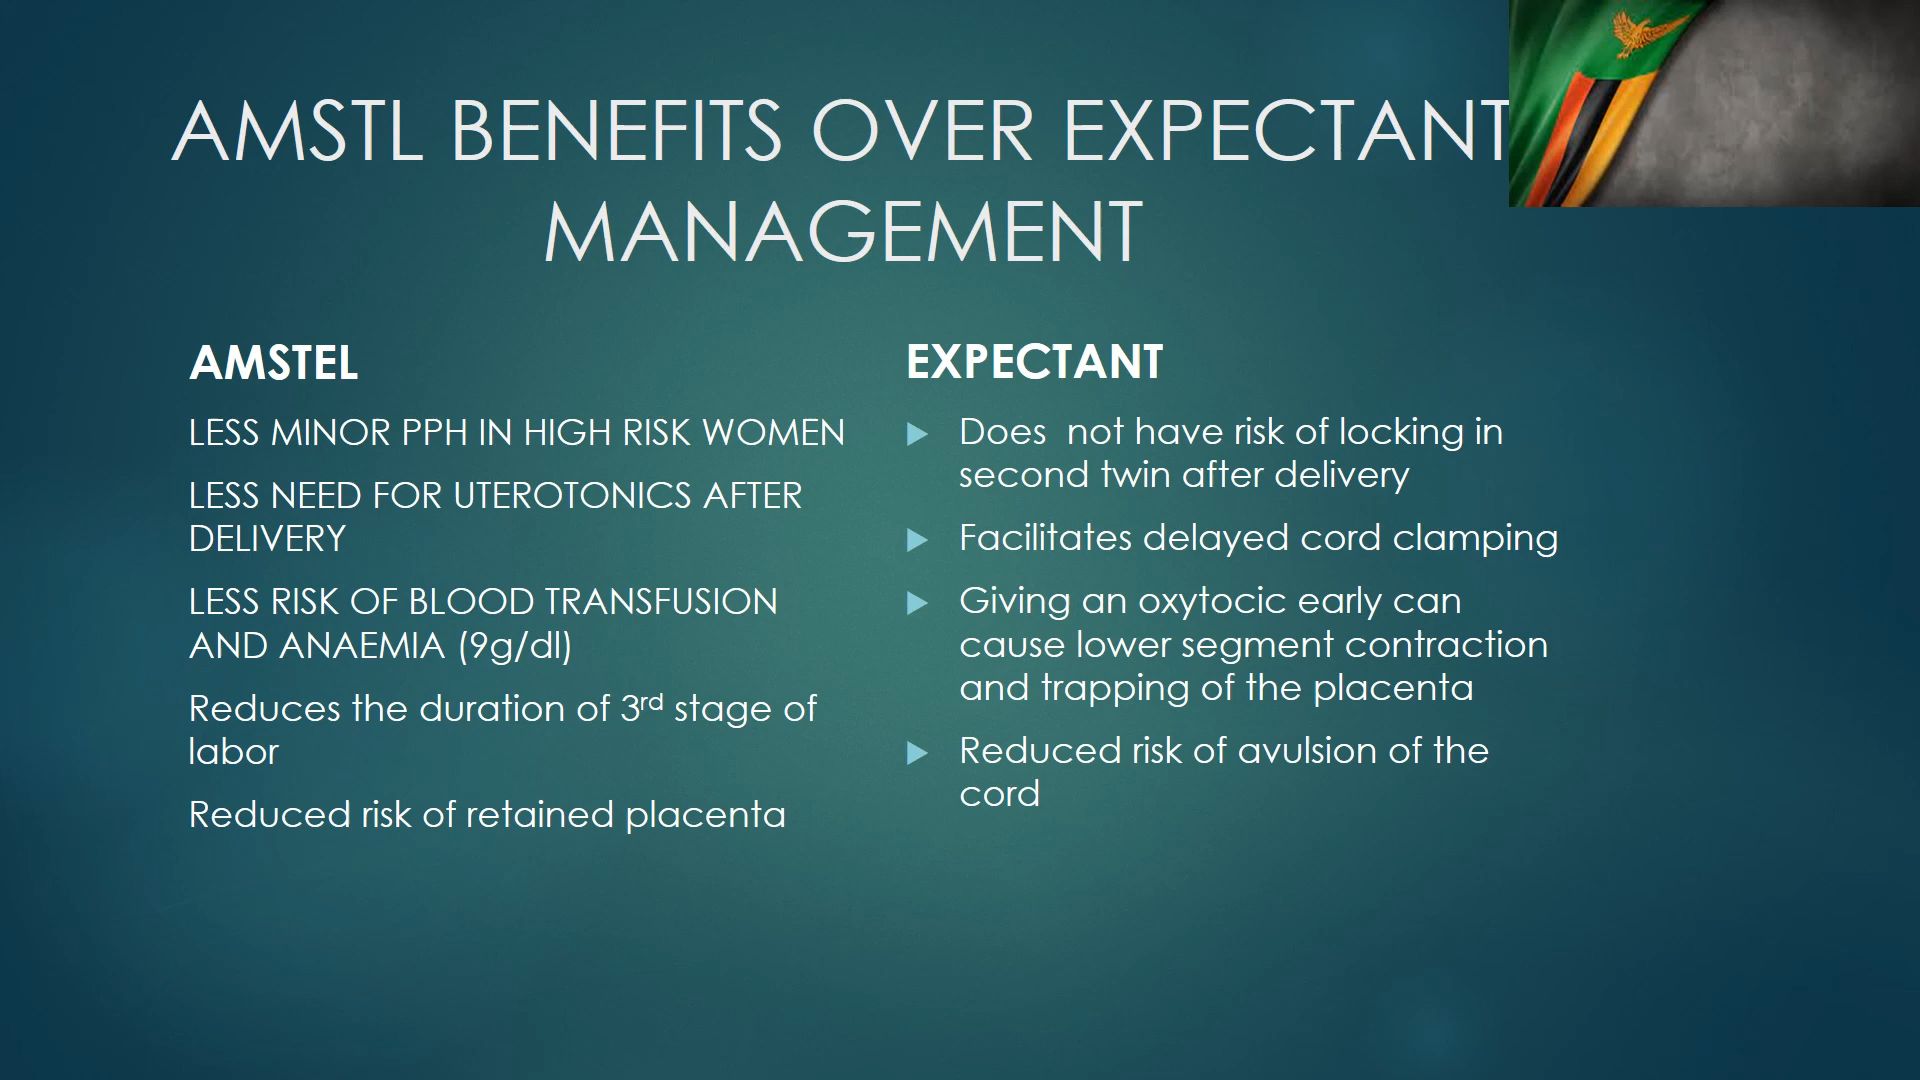 AMSTL BENEFITS OVER EXPECTANT
MANAGEMENT
AMSTEL
LESS MINOR PPH IN HIGH RISK WOMEN
LESS NEED FOR UTEROTONICS AFTER
DELIVERY
LESS RISK OF BLOOD TRANSFUSION
AND ANAEMIA (9g/dl)
Reduces the duration of 3rd stage of
labor
Reduced risk of retained placenta
EXPECTANT
Does  not have risk of locking in
second twin after delivery
Facilitates delayed cord clamping
Giving an oxytocic early can
cause lower segment contraction
and trapping of the placenta
Reduced risk of avulsion of the
cord